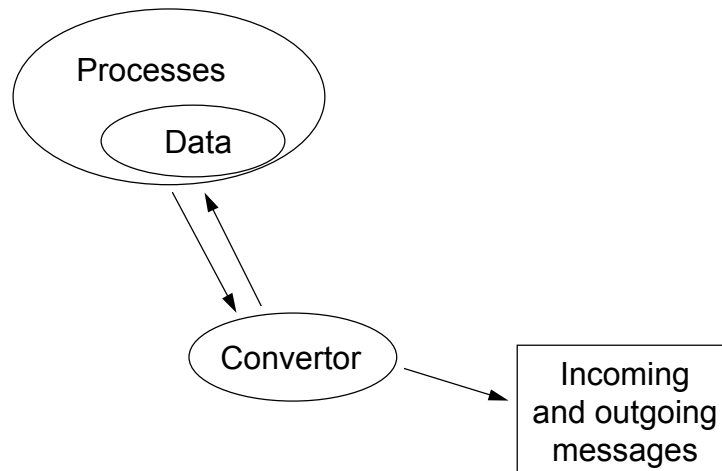 Processes
Data
Convertor
Incoming
and outgoing
messages